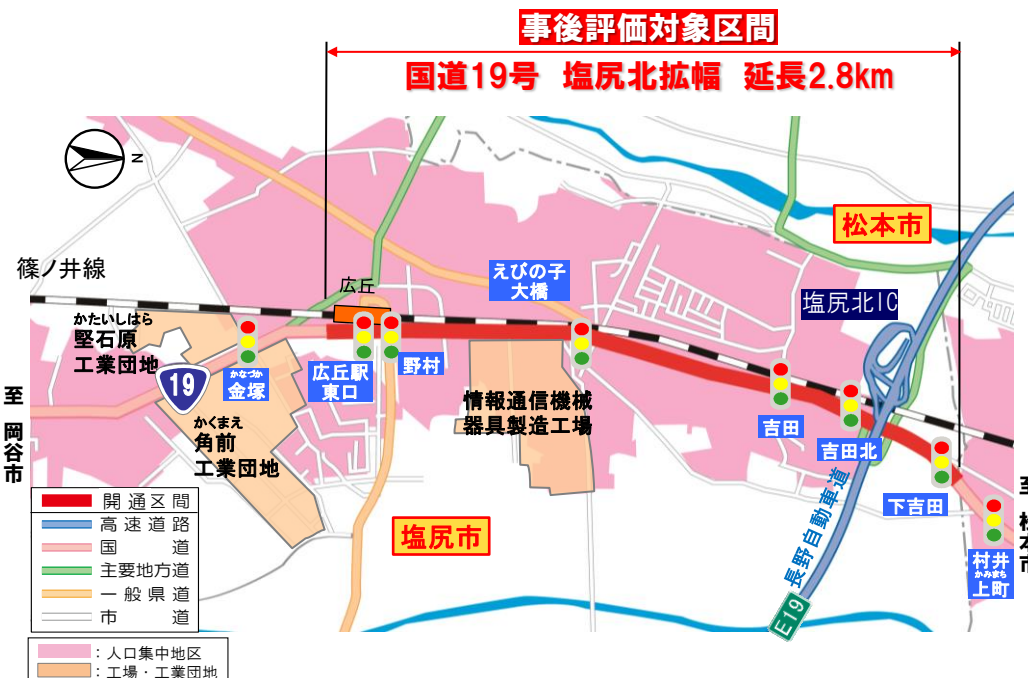 事後評価対象区間
国道19号 塩尻北拡幅 延長2.8km
N
松本市
篠ノ井線
広丘
えびの子
大橋
塩尻北IC
かたいしはら
堅石原
工業団地
19
かなづか
金塚
広丘駅
東口
野村
情報通信機械
器具製造工場
吉田
吉田北
下吉田
村井
かみまち
上町
至 岡谷市
至 松本市
かくまえ
角前
工業団地
塩尻市
長野自動車道
E19
開通区間
高速道路
国道
主要地方道
一般県道
市道
：人口集中地区
：工場・工業団地